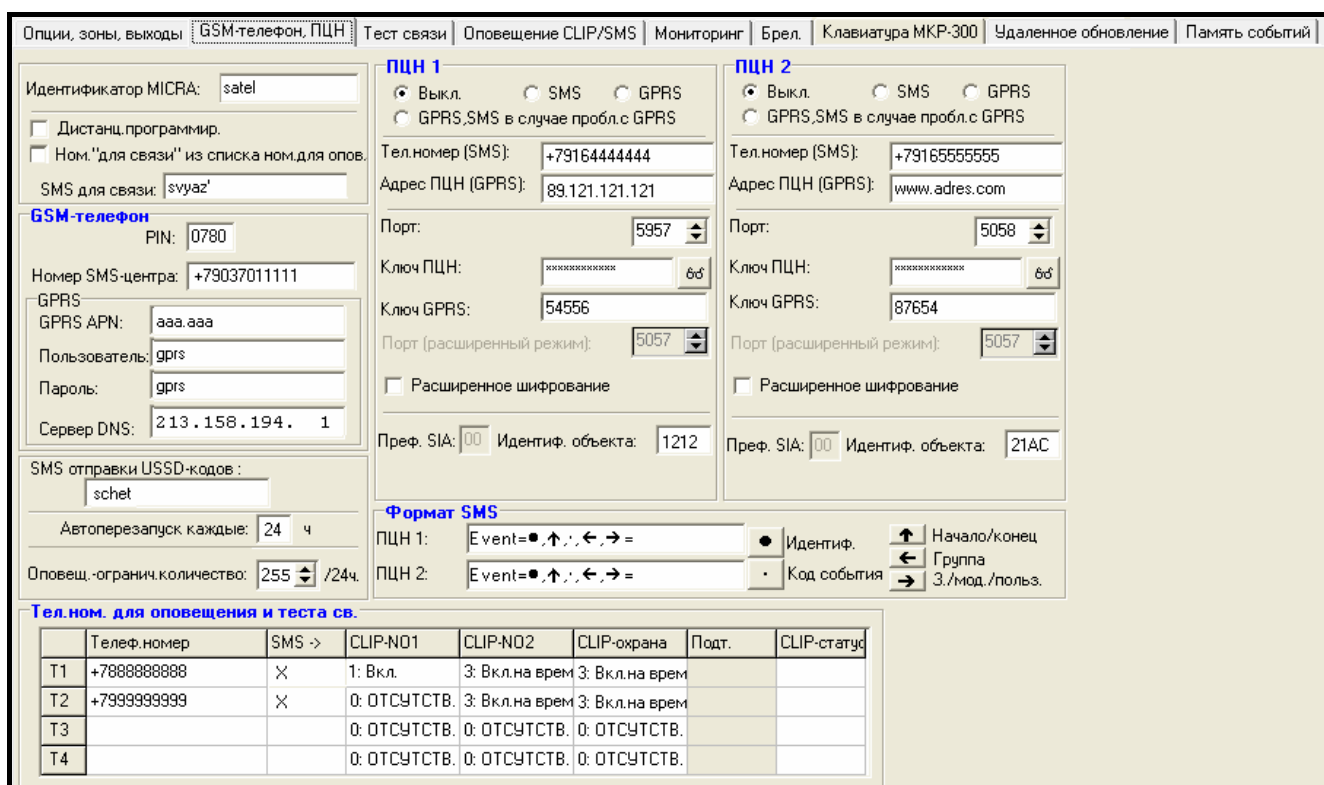 Опции, зоны, выходы GSM-телефон, ПЦН Тест связи Оповещение CLIP/SMS Мониторинг Брел. Клавиатура MKP-300 Удаленное обновление Память событий
Идентификатор MICRA: satel
Дистанц.программир.
Ном."для связи" из списка ном.для опов.
SMS для связи: svyaz'
GSM-телефон
PIN: 0780
Номер SMS-центра: +79037011111
GPRS
GPRS APN: aaa.aaa
Пользователь: gprs
Пароль: gprs
Сервер DNS: 213.158.194. 1
SMS отправки USSD-кодов :
schet
Автоперезапуск каждые: 24 ч
Оповещ.-огранич.количество: 255 /24ч.
ПЦН 1
Выкл. SMS GPRS
GPRS,SMS в случае пробл.с GPRS
Тел.номер (SMS): +79164444444
Адрес ПЦН (GPRS): 89.121.121.121
Порт: 5957
Ключ ПЦН: ************
Ключ GPRS: 54556
Порт (расширенный режим): 5057
Расширенное шифрование
Преф. SIA: 00 Идентиф. объекта: 1212
ПЦН 2
Выкл. SMS GPRS
GPRS,SMS в случае пробл.с GPRS
Тел.номер (SMS): +79165555555
Адрес ПЦН (GPRS): www.adres.com
Порт: 5058
Ключ ПЦН: ************
Ключ GPRS: 87654
Порт (расширенный режим): 5057
Расширенное шифрование
Преф. SIA: 00 Идентиф. объекта: 21AC
Формат SMS
ПЦН 1: Event=●,↑,·,←,→=
ПЦН 2: Event=●,↑,·,←,→=
● Идентиф.
· Код события
↑ Начало/конец
← Группа
→ З./мод./польз.
Тел.ном. для оповещения и теста св.
Телеф.номер SMS -> CLIP-NO1 CLIP-NO2 CLIP-охрана Подт. CLIP-статус
T1 +7888888888 X 1: Вкл. 3: Вкл.на врем 3: Вкл.на врем
T2 +7999999999 X 0: ОТСУТСТВ. 3: Вкл.на врем 3: Вкл.на врем
T3 0: ОТСУТСТВ. 0: ОТСУТСТВ. 0: ОТСУТСТВ.
T4 0: ОТСУТСТВ. 0: ОТСУТСТВ. 0: ОТСУТСТВ.